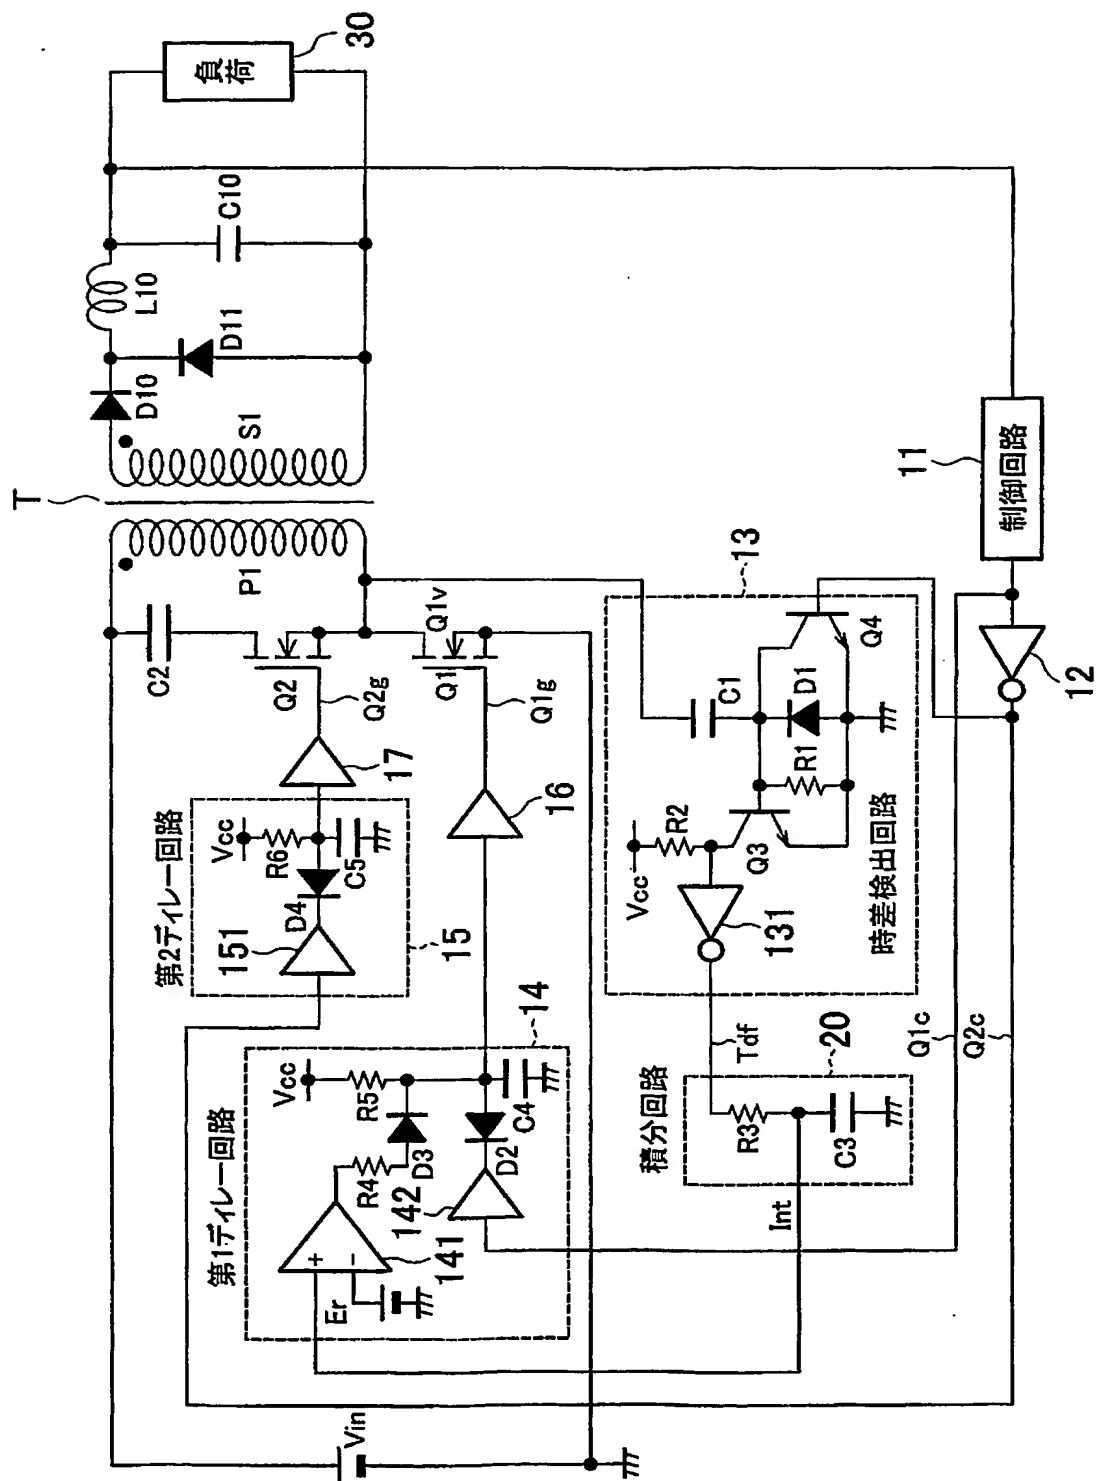 T
30
負荷
C10
L10
D11
D10
S1
P1
C2
Q2
Q2g
Q1v
Q1
Q1g
17
16
第2ディレー回路
Vcc
R6
C5
D4
151
15
第1ディレー回路
14
Vcc
R5
D3
R4
C4
D2
142
141
+
−
Er
Vin
13
C1
Q4
D1
R1
R2
Vcc
Q3
131
時差検出回路
Tdf
積分回路
20
R3
C3
Int
Q1c
Q2c
11
制御回路
12